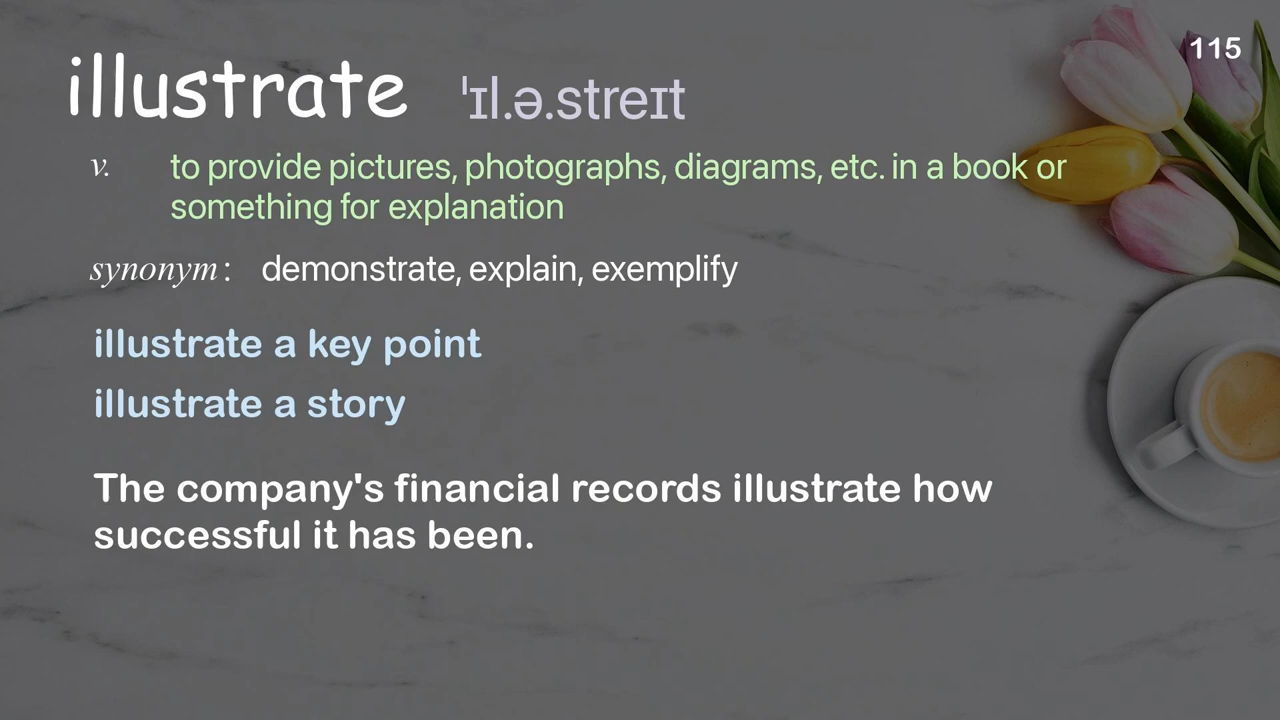 115
illustrate ˈɪl.ə.streɪt
v. to provide pictures, photographs, diagrams, etc. in a book or
something for explanation
synonym: demonstrate, explain, exemplify
illustrate a key point
illustrate a story
The company's financial records illustrate how
successful it has been.